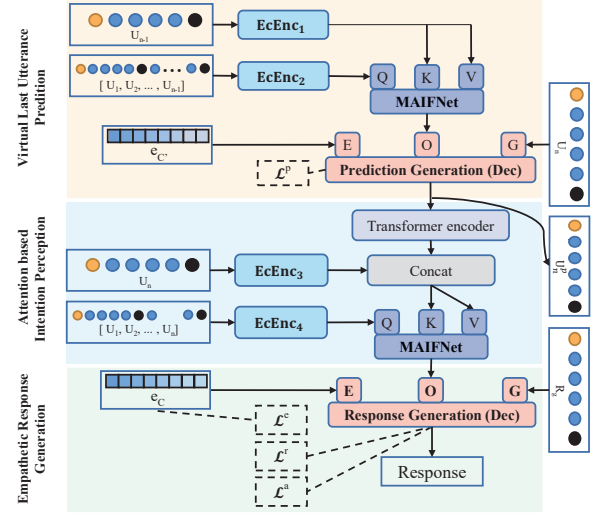 Virtual Last Utterance
Predition
U_{n-1}
EcEnc_1
[ U_1, U_2, ... , U_{n-1}]
EcEnc_2
Q K V
MAIFNet
e_{C'}
E O G
U_n
ℒ^p
Prediction Generation (Dec)
Attention based
Intention Perception
Transformer encoder
U_n^p
U_n
EcEnc_3
Concat
[ U_1, U_2, ... , U_n]
EcEnc_4
Q K V
MAIFNet
Empathetic Response
Generation
e_C
E O G
R_g
Response Generation (Dec)
ℒ^e
ℒ^r
ℒ^a
Response